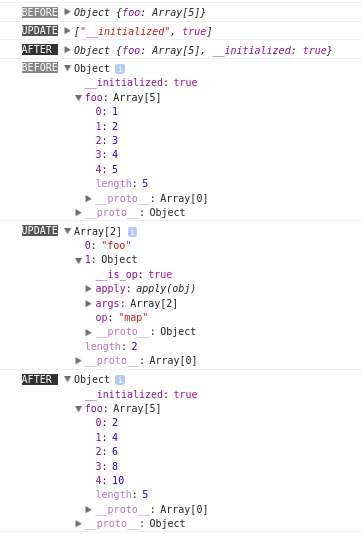 BEFORE ▶ Object {foo: Array[5]}
UPDATE ▶ ["__initialized", true]
AFTER ▶ Object {foo: Array[5], __initialized: true}
BEFORE ▼ Object i
__initialized: true
▼ foo: Array[5]
0: 1
1: 2
2: 3
3: 4
4: 5
length: 5
▶ __proto__: Array[0]
▶ __proto__: Object
UPDATE ▼ Array[2] i
0: "foo"
▼ 1: Object
__is_op: true
▶ apply: apply(obj)
▶ args: Array[2]
op: "map"
▶ __proto__: Object
length: 2
▶ __proto__: Array[0]
AFTER ▼ Object i
__initialized: true
▼ foo: Array[5]
0: 2
1: 4
2: 6
3: 8
4: 10
length: 5
▶ __proto__: Array[0]
▶ __proto__: Object